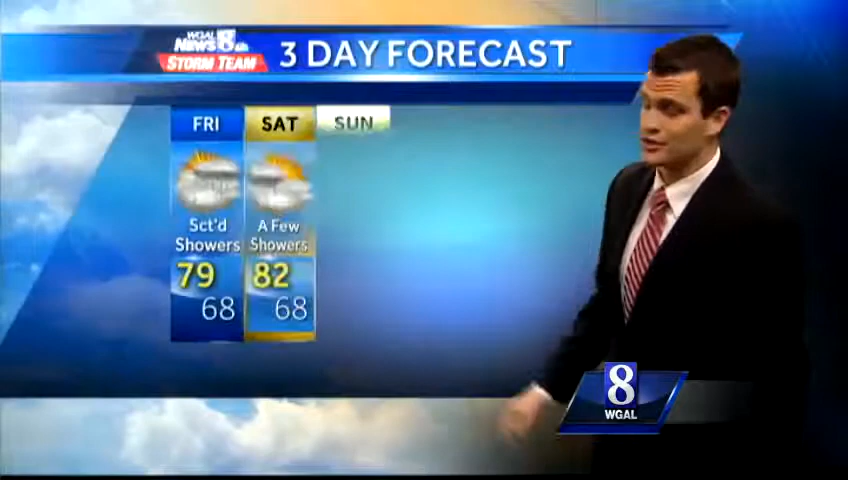 WGAL
NEWS 8
STORM TEAM
3 DAY FORECAST
FRI
SAT
SUN
Sct'd
Showers
A Few
Showers
79
82
68
68
8
WGAL